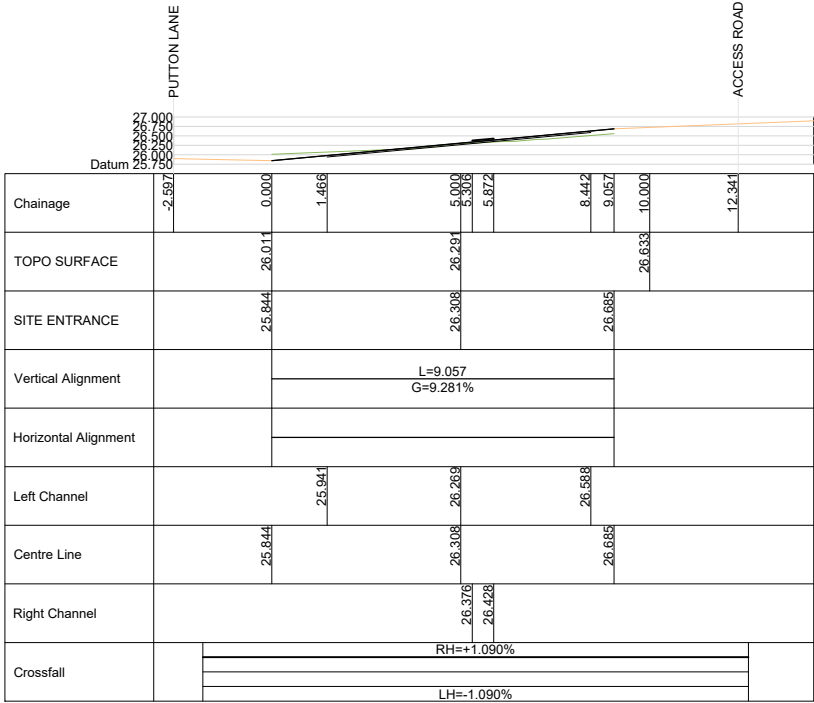 PUTTON LANE
ACCESS ROAD
27.000
26.750
26.500
26.250
26.000
Datum 25.750
Chainage
-2.597
0.000
1.466
5.000
5.306
5.872
8.442
9.057
10.000
12.341
TOPO SURFACE
26.011
26.291
26.633
SITE ENTRANCE
25.844
26.308
26.685
Vertical Alignment
L=9.057
G=9.281%
Horizontal Alignment
Left Channel
25.941
26.269
26.588
Centre Line
25.844
26.308
26.685
Right Channel
26.376
26.428
Crossfall
RH=+1.090%
LH=-1.090%